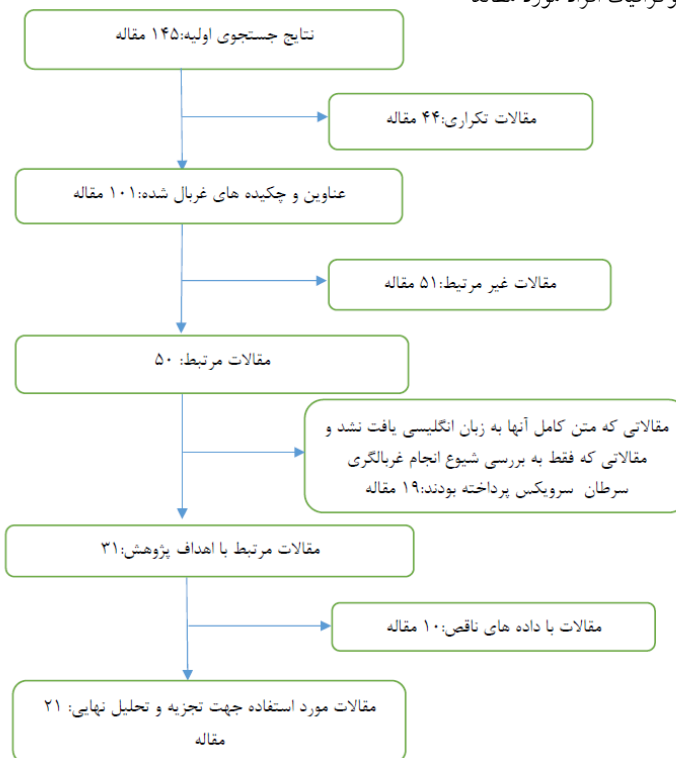 افراد مورد
نتایج جستجوی اولیه:۱۴۵ مقاله
مقالات تکراری:۴۴ مقاله
عناوین و چکیده های غربال شده:۱۰۱ مقاله
مقالات غیر مرتبط:۵۱ مقاله
مقالات مرتبط: ۵۰
مقالاتی که متن کامل آنها به زبان انگلیسی یافت نشد و
مقالاتی که فقط به بررسی شیوع انجام غربالگری
سرطان سرویکس پرداخته بودند:۱۹ مقاله
مقالات مرتبط با اهداف پژوهش:۳۱
مقالات با داده های ناقص:۱۰ مقاله
مقالات مورد استفاده جهت تجزیه و تحلیل نهایی: ۲۱
مقاله